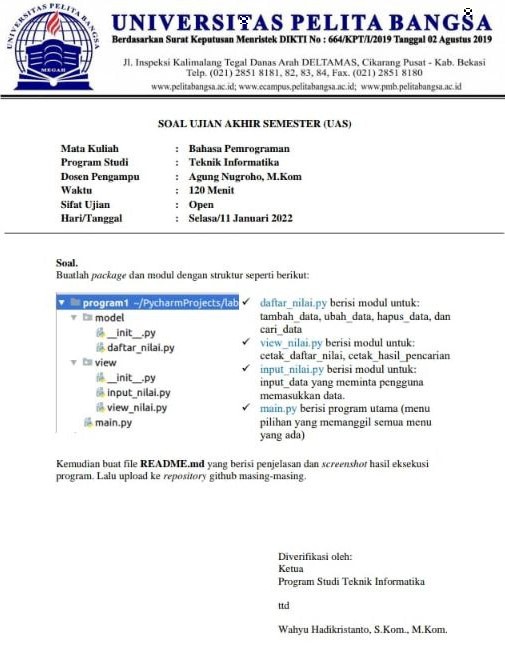 UNIVERSITAS PELITA BANGSA
UNIVERSITAS PELITA BANGSA
MEGAR
Berdasarkan Surat Keputusan Menristek DIKTI No : 664/KPT/I/2019 Tanggal 02 Agustus 2019
Jl. Inspeksi Kalimalang Tegal Danas Arah DELTAMAS, Cikarang Pusat - Kab. Bekasi
Telp. (021) 2851 8181, 82, 83, 84, Fax. (021) 2851 8180
www.pelitabangsa.ac.id; www.ecampus.pelitabangsa.ac.id; www.pmb.pelitabangsa.ac.id
SOAL UJIAN AKHIR SEMESTER (UAS)
Mata Kuliah : Bahasa Pemrograman
Program Studi : Teknik Informatika
Dosen Pengampu : Agung Nugroho, M.Kom
Waktu : 120 Menit
Sifat Ujian : Open
Hari/Tanggal : Selasa/11 Januari 2022
Soal.
Buatlah package dan modul dengan struktur seperti berikut:
program1 ~/PycharmProjects/lab
model
__init__.py
daftar_nilai.py
view
__init__.py
input_nilai.py
view_nilai.py
main.py
✓ daftar_nilai.py berisi modul untuk:
tambah_data, ubah_data, hapus_data, dan
cari_data
✓ view_nilai.py berisi modul untuk:
cetak_daftar_nilai, cetak_hasil_pencarian
✓ input_nilai.py berisi modul untuk:
input_data yang meminta pengguna
memasukkan data.
✓ main.py berisi program utama (menu
pilihan yang memanggil semua menu
yang ada)
Kemudian buat file README.md yang berisi penjelasan dan screenshot hasil eksekusi
program. Lalu upload ke repository github masing-masing.
Diverifikasi oleh:
Ketua
Program Studi Teknik Informatika
ttd
Wahyu Hadikristanto, S.Kom., M.Kom.